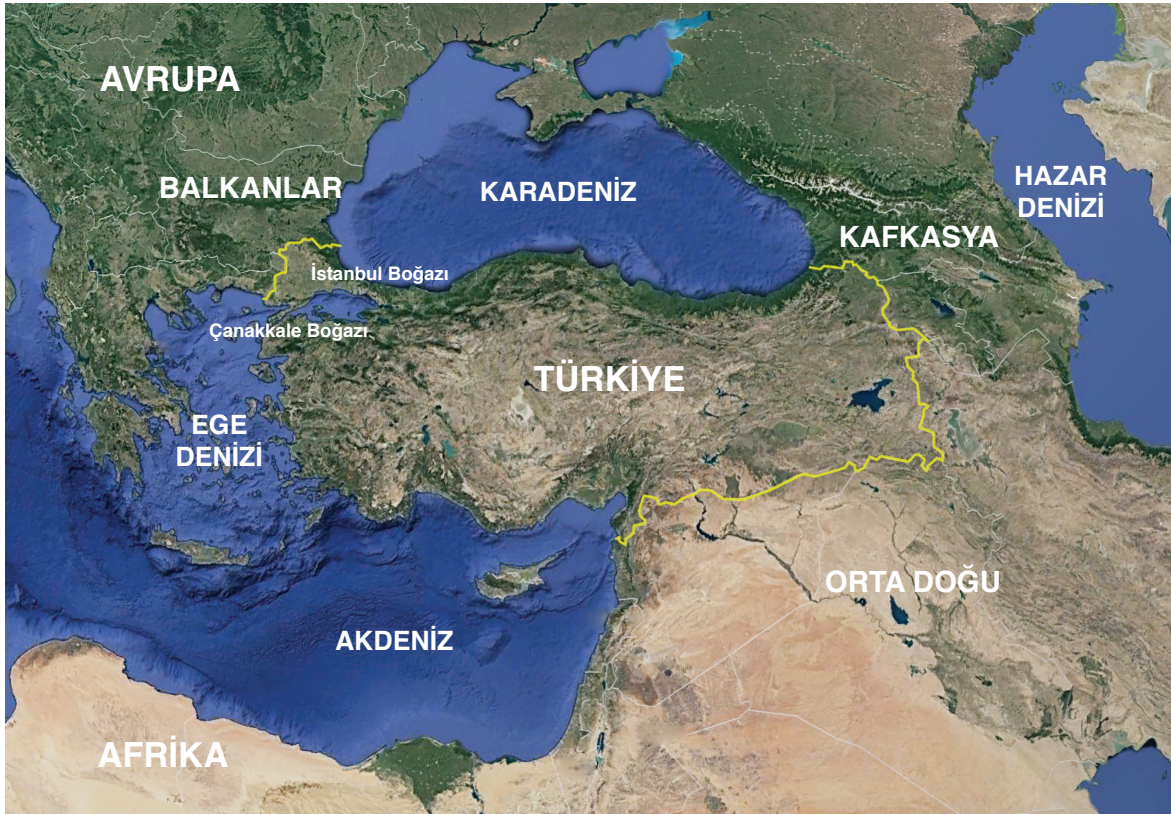 AVRUPA
BALKANLAR
KARADENİZ
HAZAR
DENİZİ
KAFKASYA
İstanbul Boğazı
Çanakkale Boğazı
TÜRKİYE
EGE
DENİZİ
ORTA DOĞU
AKDENİZ
AFRİKA